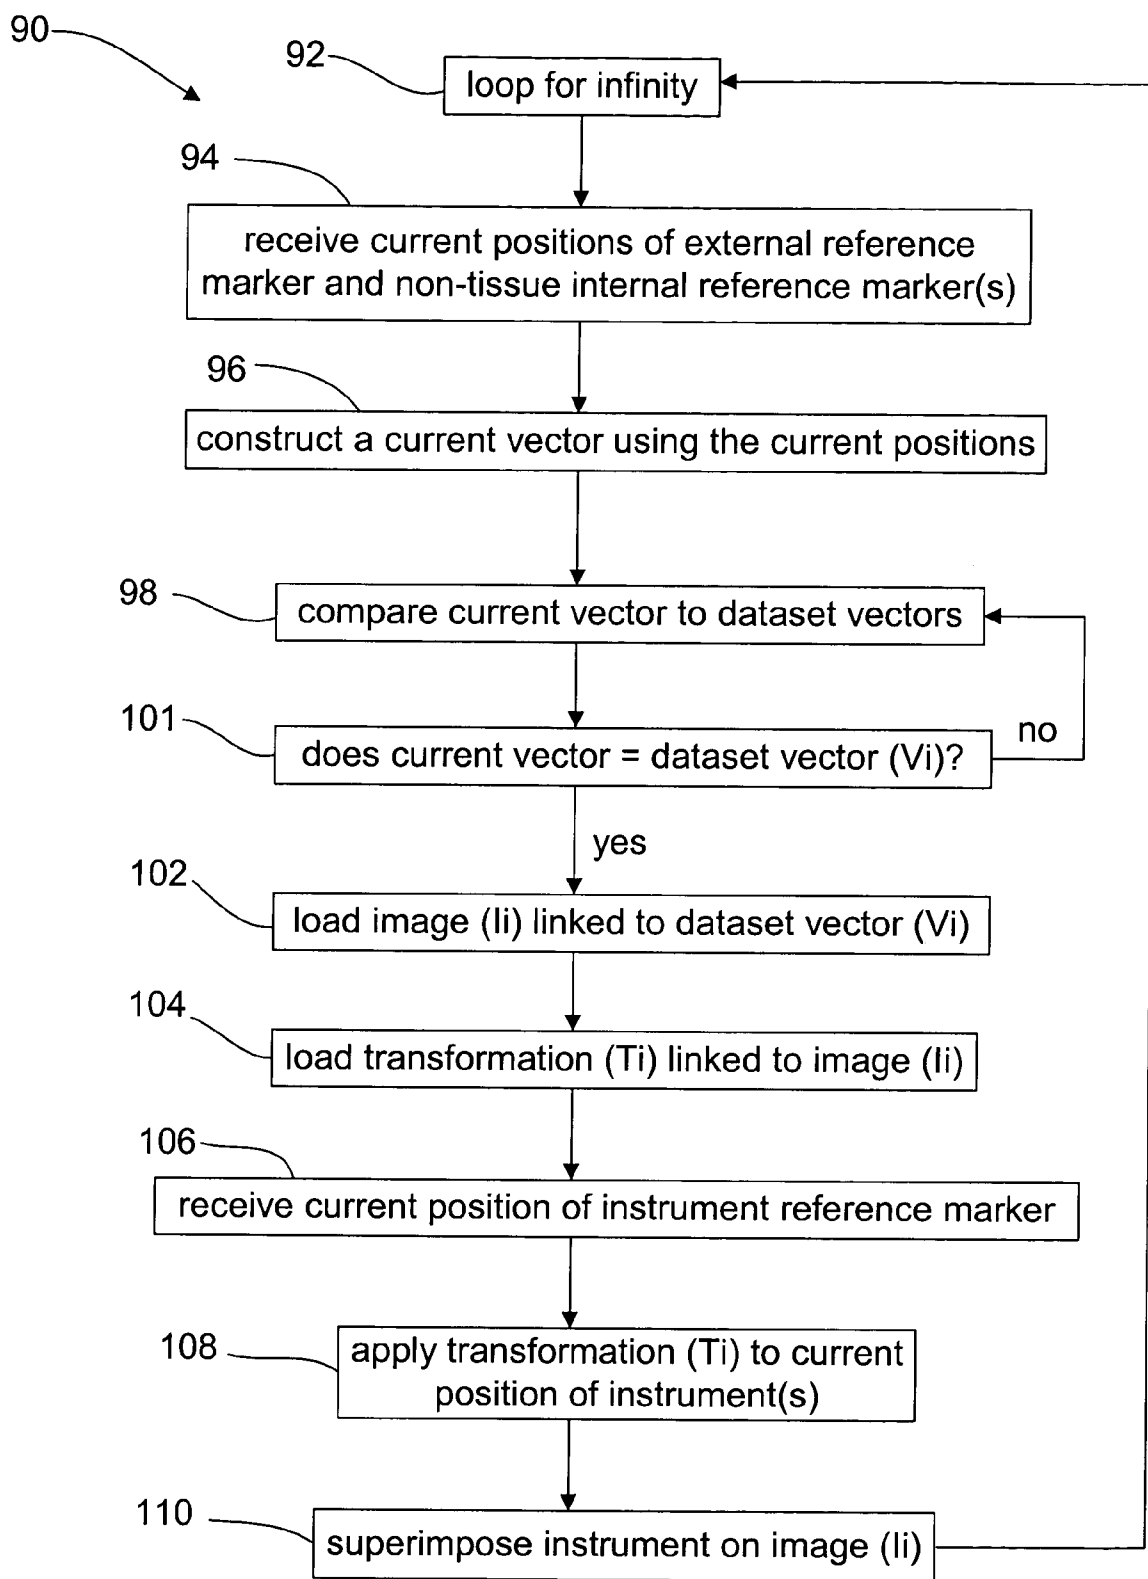 90
92
loop for infinity
94
receive current positions of external reference
marker and non-tissue internal reference marker(s)
96
construct a current vector using the current positions
98
compare current vector to dataset vectors
101
does current vector = dataset vector (Vi)?
no
yes
102
load image (Ii) linked to dataset vector (Vi)
104
load transformation (Ti) linked to image (Ii)
106
receive current position of instrument reference marker
108
apply transformation (Ti) to current
position of instrument(s)
110
superimpose instrument on image (Ii)